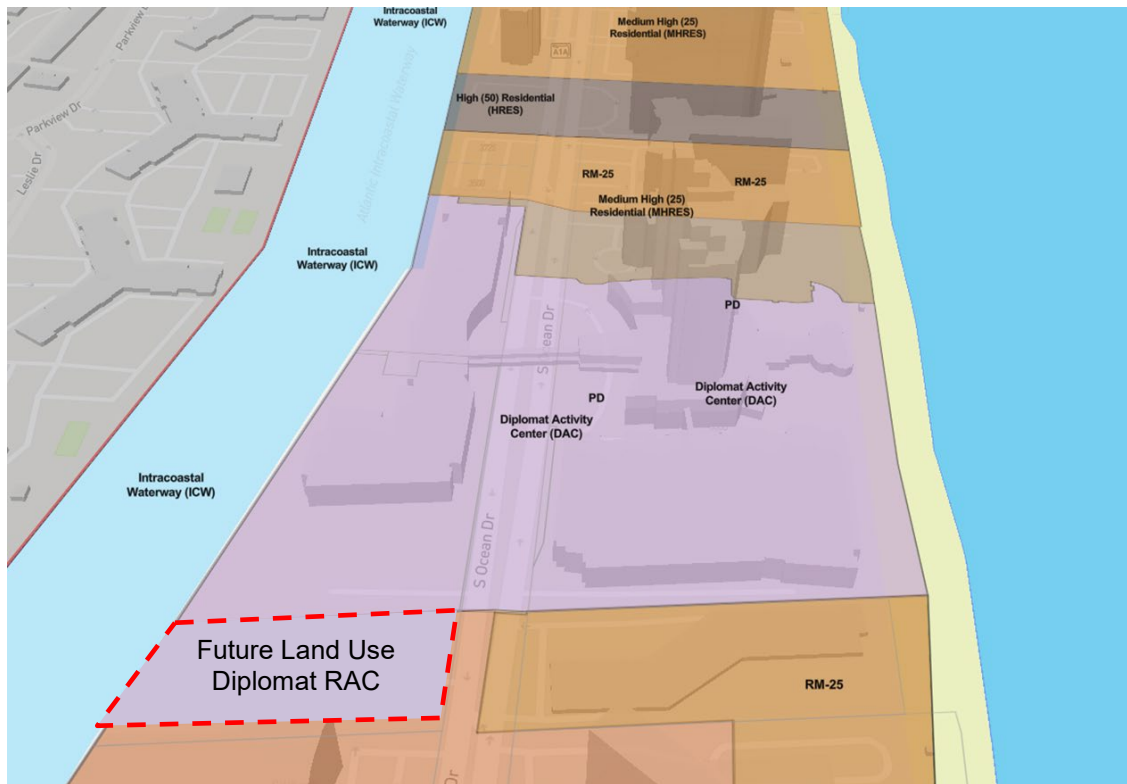 Intracoastal
Waterway (ICW)
Medium High (25)
Residential (MHRES)
Parkview Dr
A1A
Atlantic Intracoastal Waterway
High (50) Residential
(HRES)
Parkview Dr
Leslie Dr
RM-25
RM-25
Medium High (25)
Residential (MHRES)
Intracoastal
Waterway (ICW)
PD
S Ocean Dr
PD
Diplomat Activity
Center (DAC)
Diplomat Activity
Center (DAC)
Intracoastal
Waterway (ICW)
S Ocean Dr
Future Land Use
Diplomat RAC
RM-25
Dr